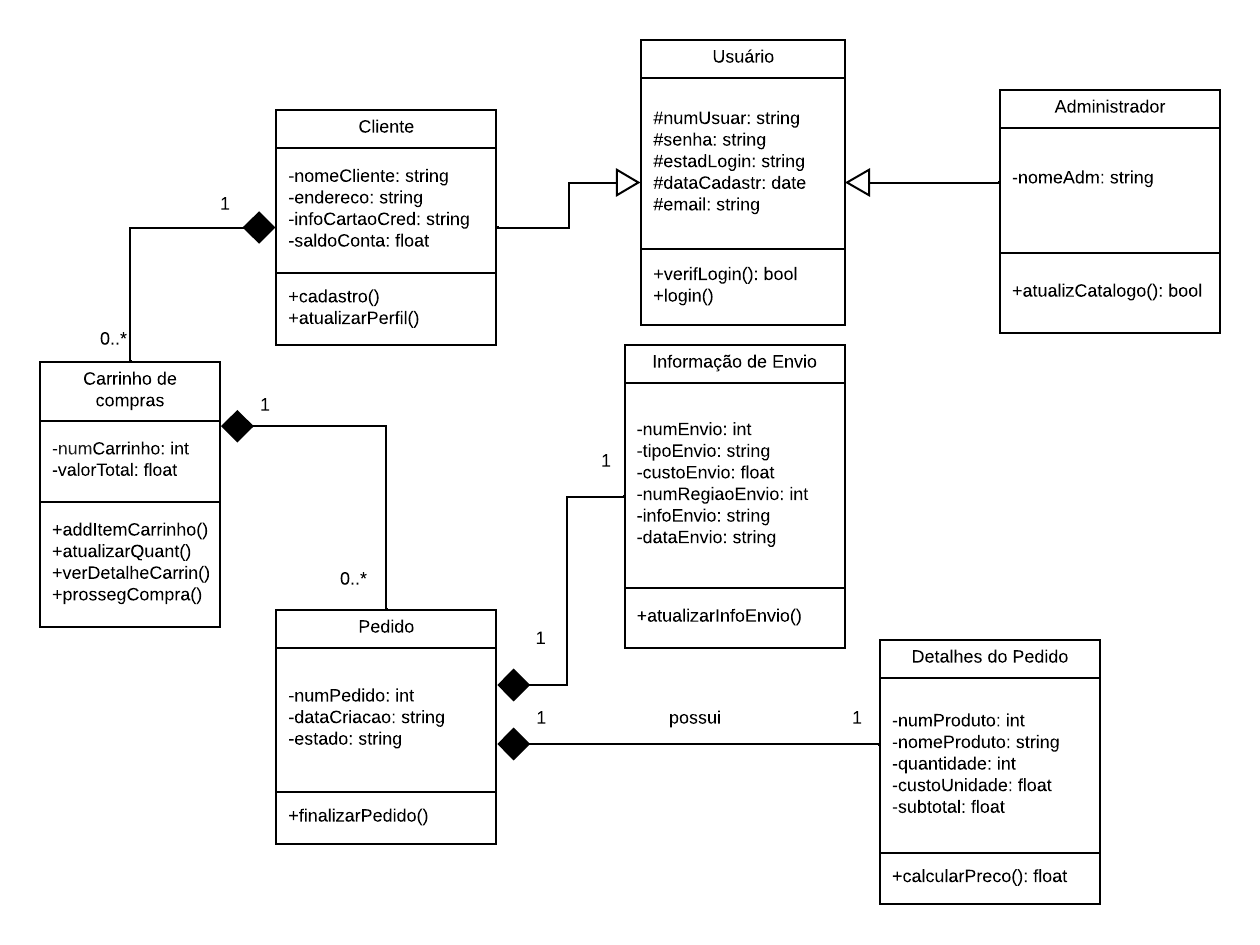 Usuário
#numUsuar: string
#senha: string
#estadLogin: string
#dataCadastr: date
#email: string
+verifLogin(): bool
+login()
Administrador
-nomeAdm: string
+atualizCatalogo(): bool
Cliente
-nomeCliente: string
-endereco: string
-infoCartaoCred: string
-saldoConta: float
+cadastro()
+atualizarPerfil()
1
0..*
Carrinho de
compras
-numCarrinho: int
-valorTotal: float
+addItemCarrinho()
+atualizarQuant()
+verDetalheCarrin()
+prossegCompra()
1
0..*
Informação de Envio
-numEnvio: int
-tipoEnvio: string
-custoEnvio: float
-numRegiaoEnvio: int
-infoEnvio: string
-dataEnvio: string
+atualizarInfoEnvio()
1
1
Pedido
-numPedido: int
-dataCriacao: string
-estado: string
+finalizarPedido()
1
possui
1
Detalhes do Pedido
-numProduto: int
-nomeProduto: string
-quantidade: int
-custoUnidade: float
-subtotal: float
+calcularPreco(): float